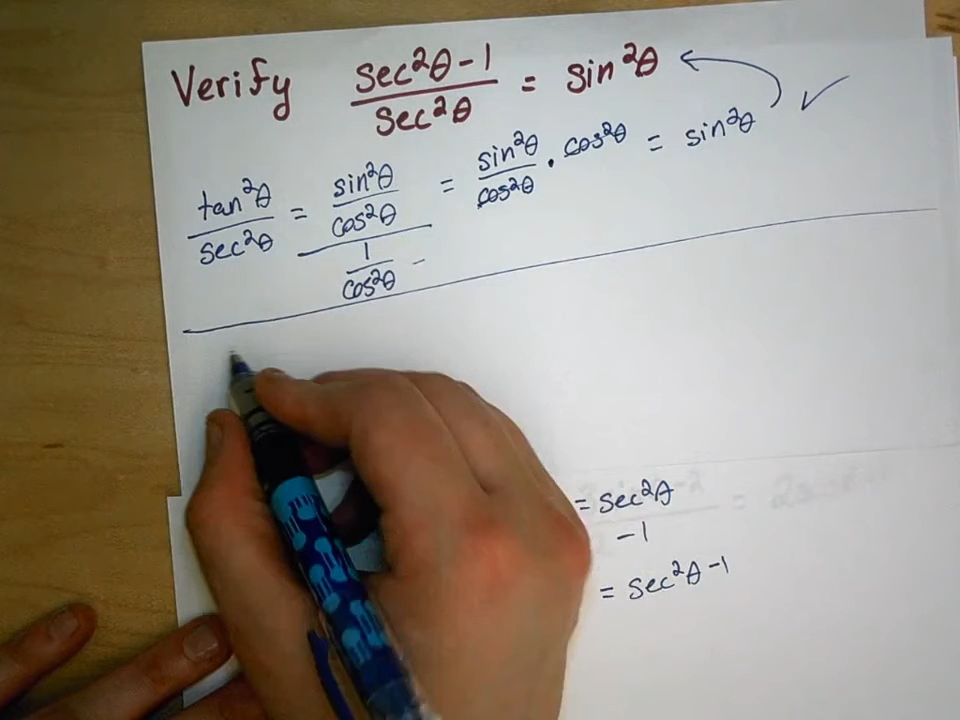 Verify sec²θ-1 / sec²θ = sin²θ
tan²θ / sec²θ = sin²θ / cos²θ / 1 / cos²θ = sin²θ / cos²θ · cos²θ = sin²θ ✓
= sec²θ
-1
= sec²θ-1